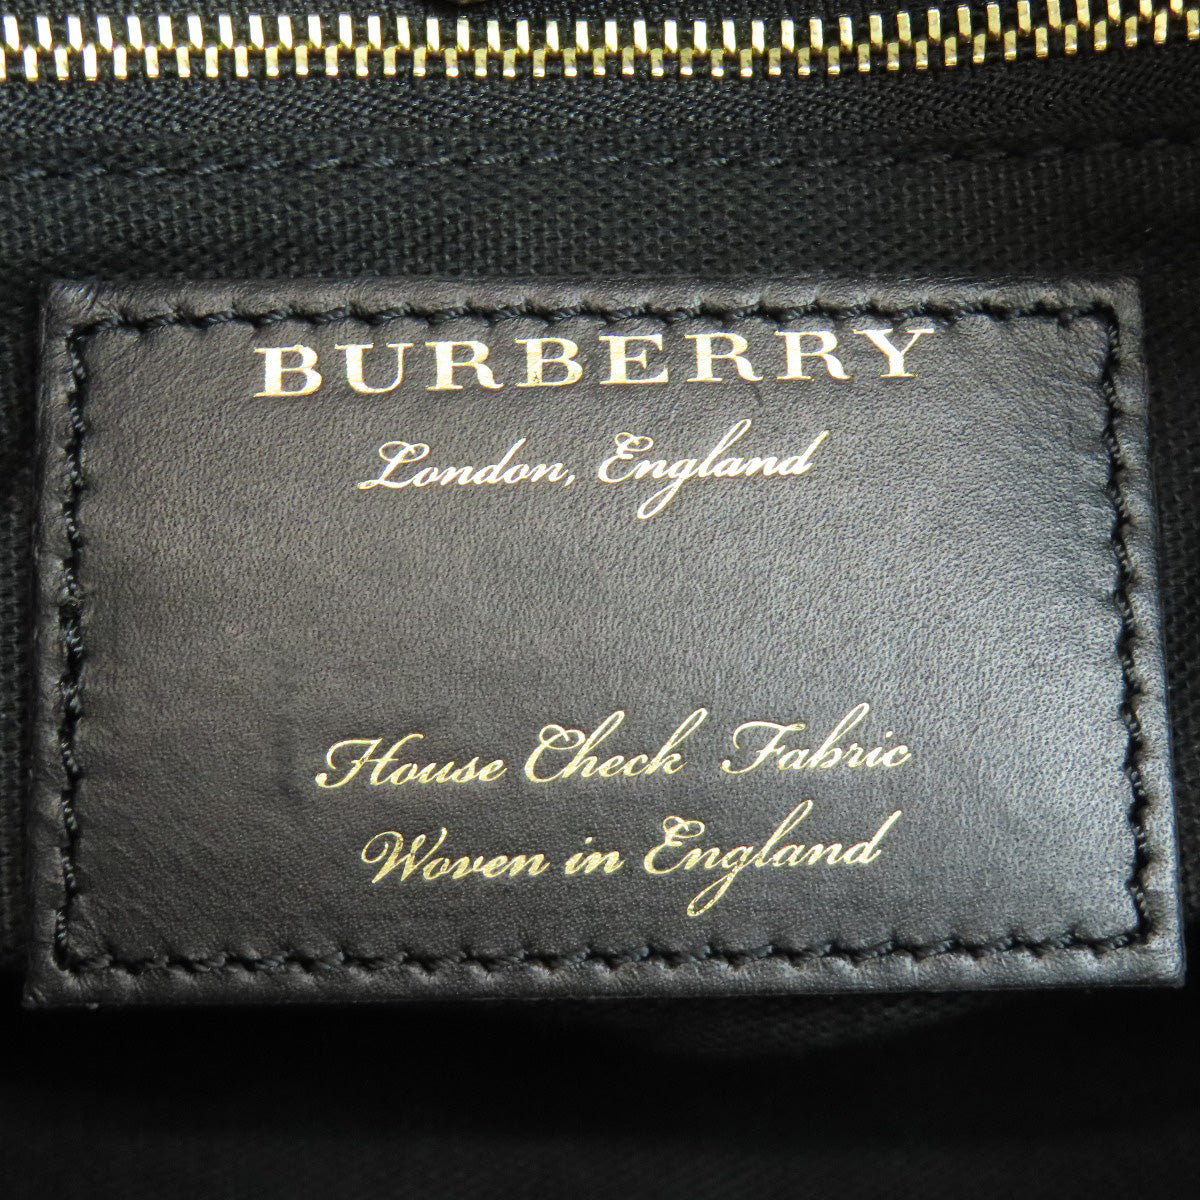 BURBERRY
London, England
House Check Fabric
Woven in England